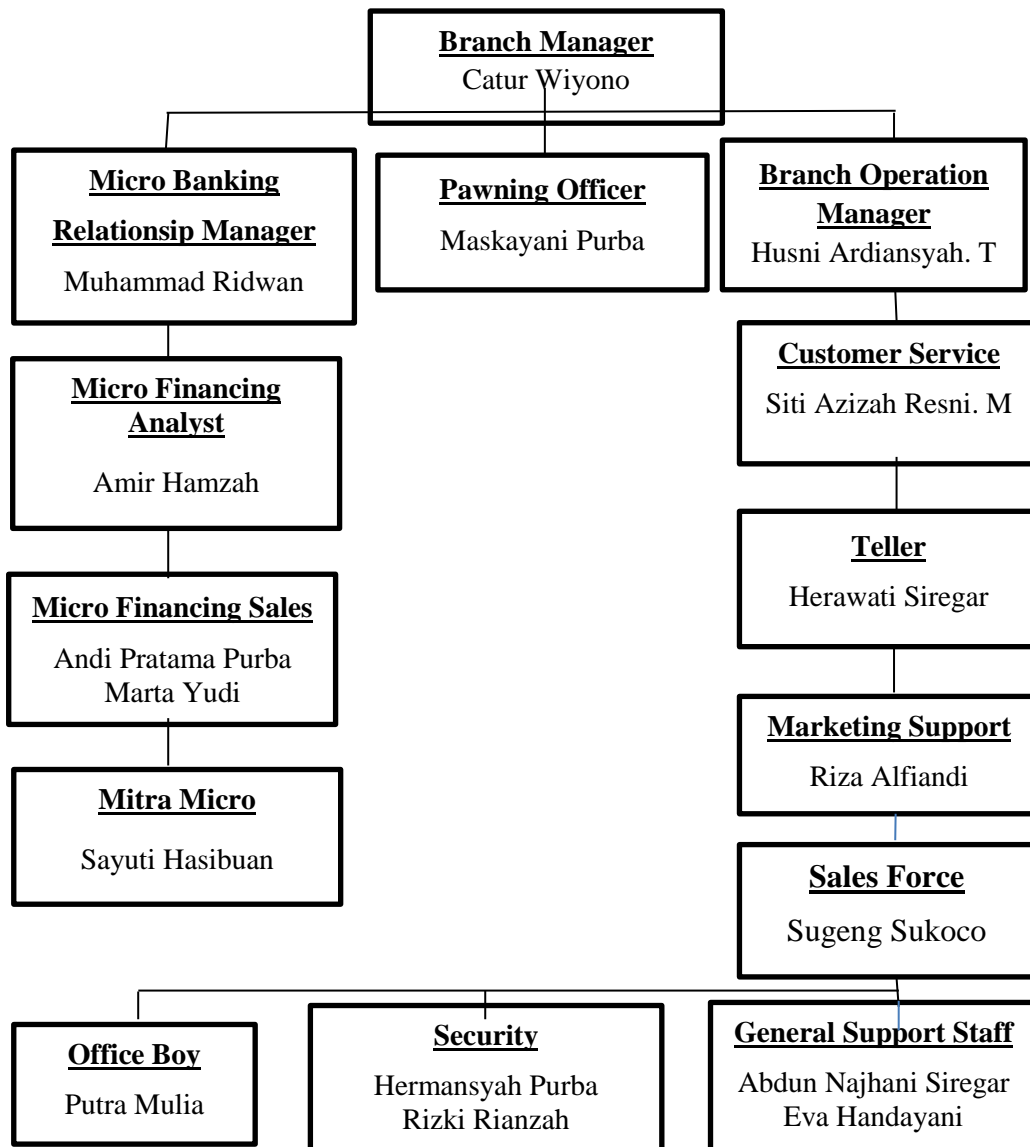 Branch Manager
Catur Wiyono
Micro Banking
Relationsip Manager
Muhammad Ridwan
Pawning Officer
Maskayani Purba
Branch Operation
Manager
Husni Ardiansyah. T
Micro Financing
Analyst
Amir Hamzah
Customer Service
Siti Azizah Resni. M
Teller
Herawati Siregar
Micro Financing Sales
Andi Pratama Purba
Marta Yudi
Marketing Support
Riza Alfiandi
Mitra Micro
Sayuti Hasibuan
Sales Force
Sugeng Sukoco
Office Boy
Putra Mulia
Security
Hermansyah Purba
Rizki Rianzah
General Support Staff
Abdun Najhani Siregar
Eva Handayani